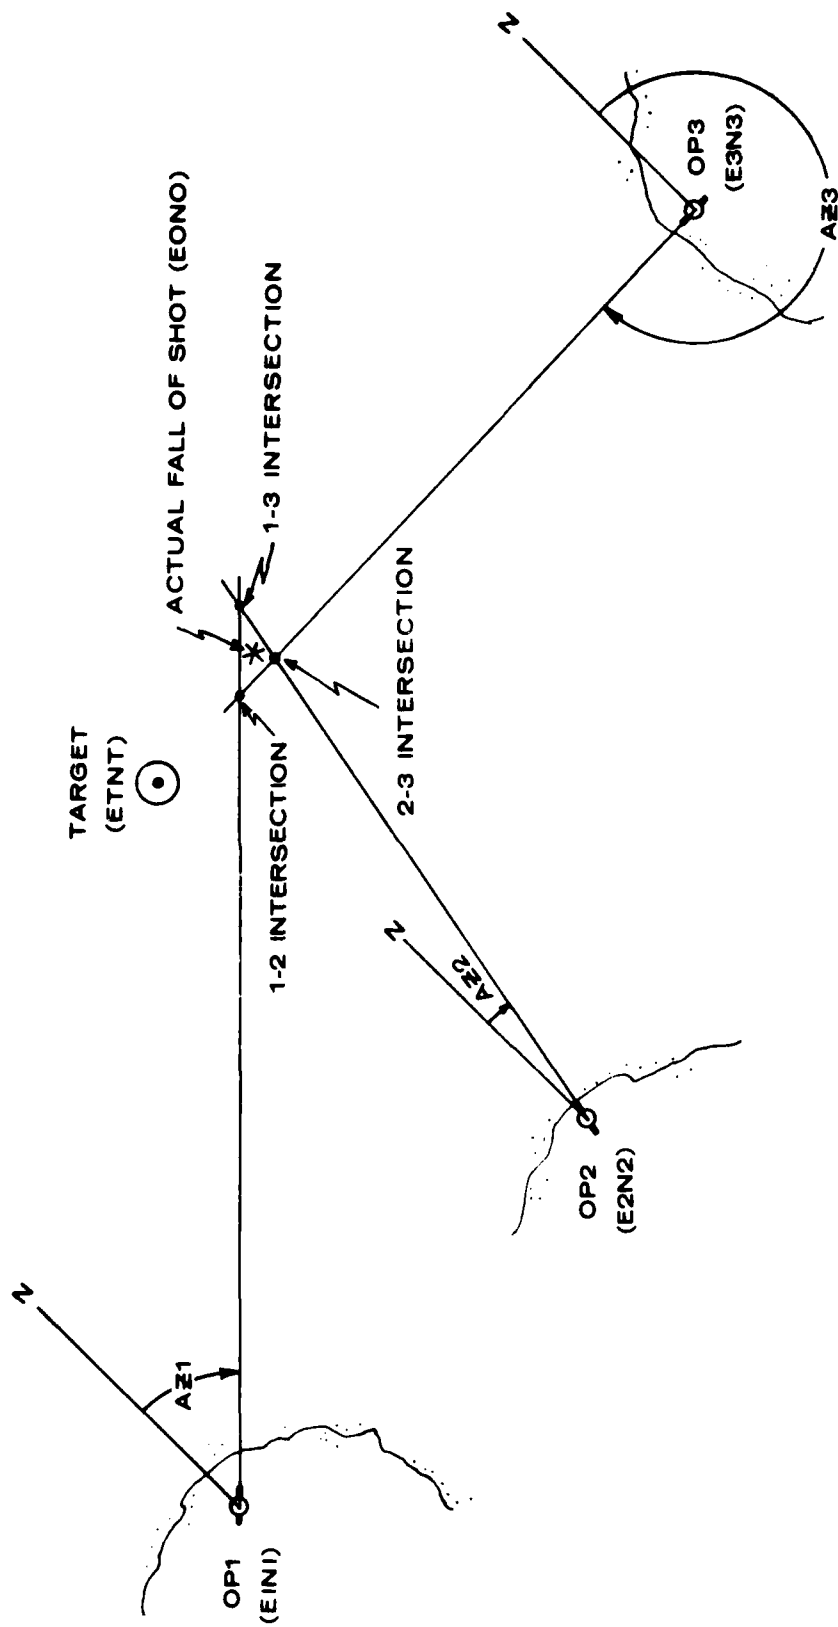 N
AZ1
OP1
(E1N1)
TARGET
(ETNT)
ACTUAL FALL OF SHOT (EONO)
1-3 INTERSECTION
1-2 INTERSECTION
2-3 INTERSECTION
N
AZ2
OP2
(E2N2)
N
OP3
(E3N3)
AZ3